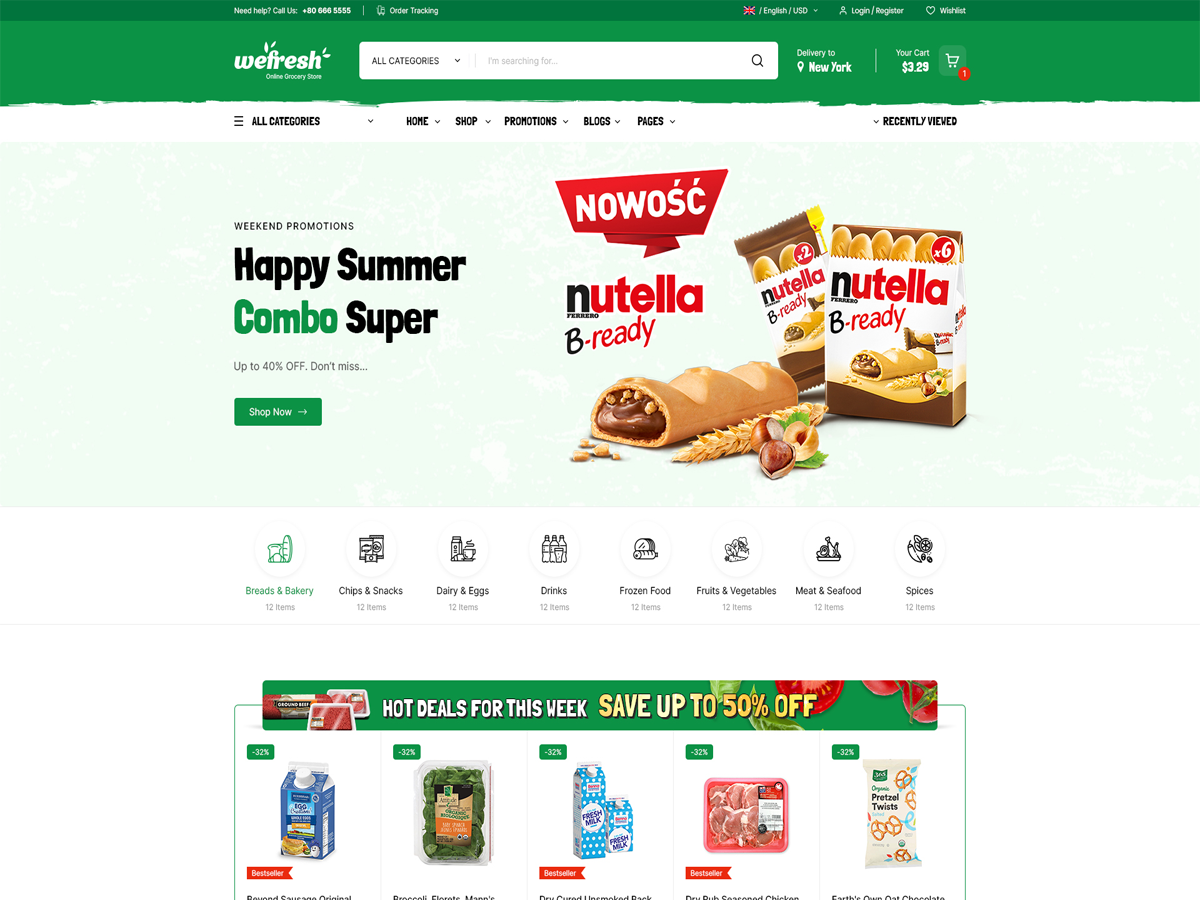 Need help? Call Us: +80 666 5555
Order Tracking
/ English / USD
Login / Register
Wishlist
wefresh
Online Grocery Store
ALL CATEGORIES
I'm searching for...
Delivery to
New York
Your Cart
$3.29
1
ALL CATEGORIES
HOME
SHOP
PROMOTIONS
BLOGS
PAGES
RECENTLY VIEWED
WEEKEND PROMOTIONS
Happy Summer
Combo Super
Up to 40% OFF. Don't miss...
Shop Now
NOWOŚĆ
nutella
FERRERO
B-ready
x2
nutella
B-ready
x6
nutella
FERRERO
B-ready
Breads & Bakery
12 Items
Chips & Snacks
12 Items
Dairy & Eggs
12 Items
Drinks
12 Items
Frozen Food
12 Items
Fruits & Vegetables
12 Items
Meat & Seafood
12 Items
Spices
12 Items
GROUND BEEF
HOT DEALS FOR THIS WEEK
SAVE UP TO 50% OFF
-32%
-32%
-32%
-32%
-32%
EGG
WHOLE EGGS
ORGANIC
BIOLOGIQUE
FRESH
MILK
FRESH
MILK
365
Organic
Pretzel
Twists
Bestseller
Bestseller
Bestseller
Beyond Sausage Original
Broccoli, Florets, Mann's
Dry Cured Unsmoked Back
Dry Rub Seasoned Chicken
Earth's Own Oat Chocolate